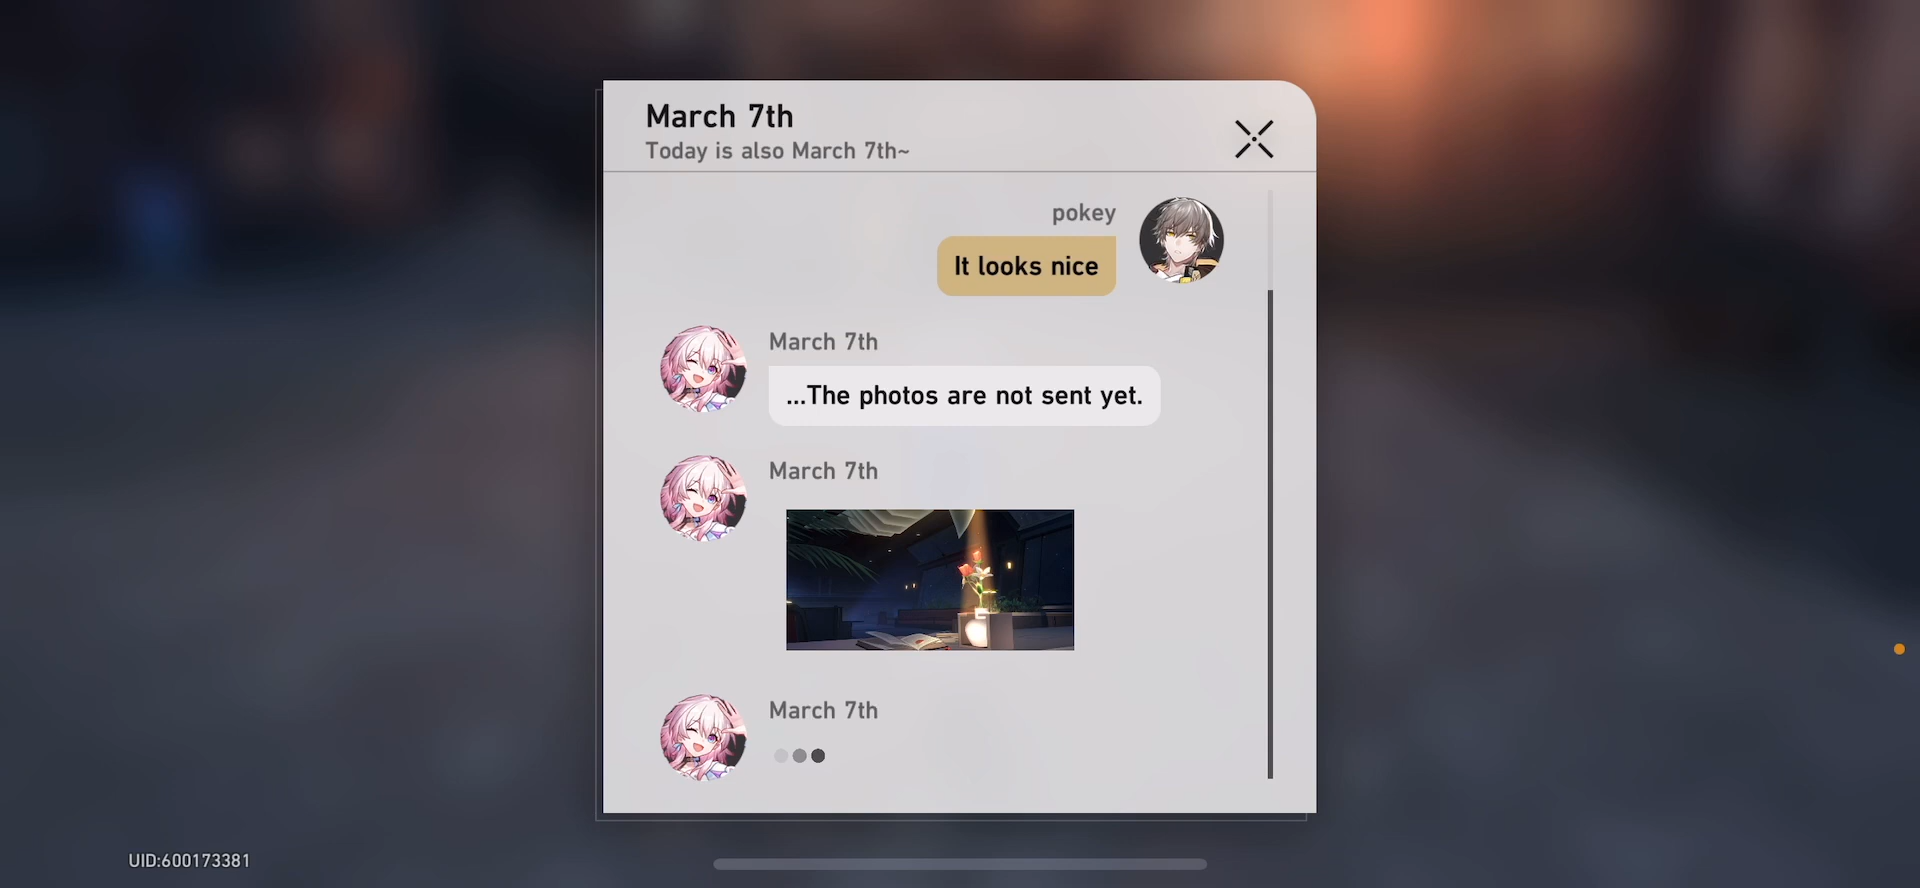 March 7th
Today is also March 7th~
pokey
It looks nice
March 7th
...The photos are not sent yet.
March 7th
March 7th
UID:600173381